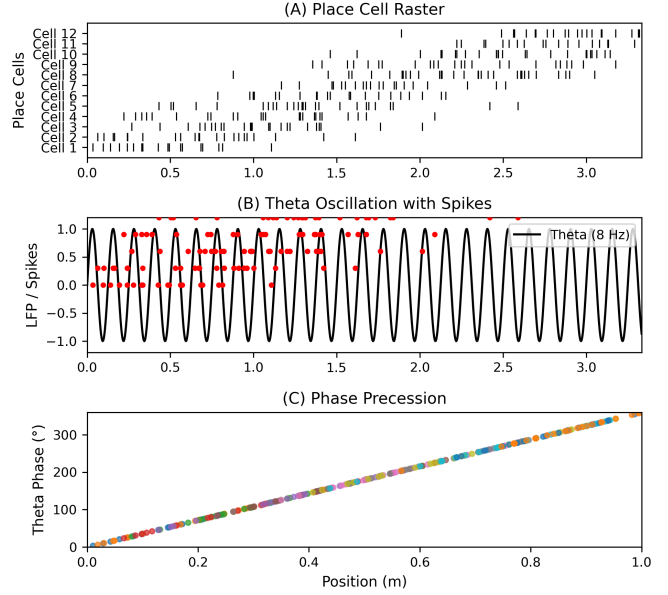 (A) Place Cell Raster
Place Cells
Cell 12
Cell 11
Cell 10
Cell 9
Cell 8
Cell 7
Cell 6
Cell 5
Cell 4
Cell 3
Cell 2
Cell 1
0.0 0.5 1.0 1.5 2.0 2.5 3.0
(B) Theta Oscillation with Spikes
LFP / Spikes
1.0
0.5
0.0
−0.5
−1.0
Theta (8 Hz)
0.0 0.5 1.0 1.5 2.0 2.5 3.0
(C) Phase Precession
Theta Phase (°)
300
200
100
0
0.0 0.2 0.4 0.6 0.8 1.0
Position (m)